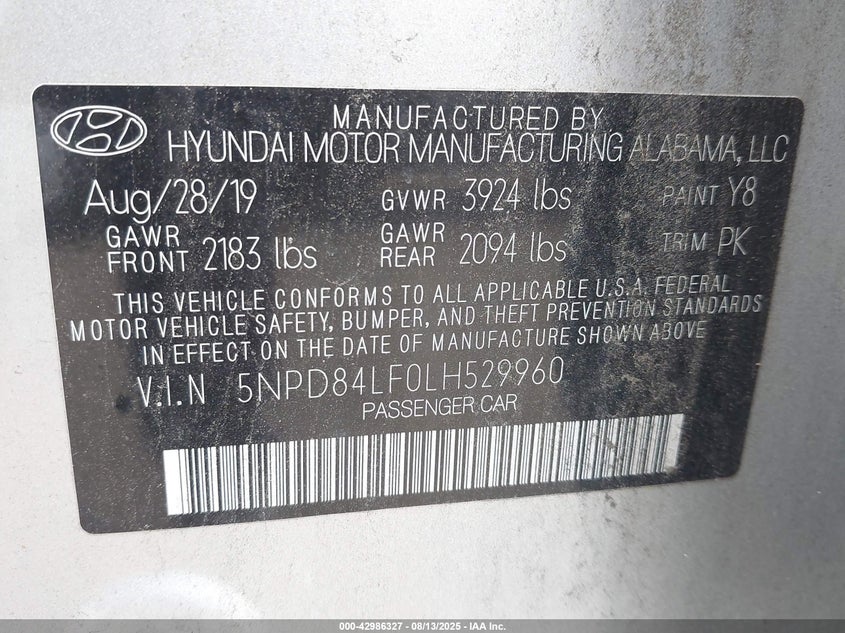 MANUFACTURED BY
HYUNDAI MOTOR MANUFACTURING ALABAMA, LLC
Aug/28/19 GVWR 3924 lbs PAINT Y8
GAWR FRONT 2183 lbs GAWR REAR 2094 lbs TRIM PK
THIS VEHICLE CONFORMS TO ALL APPLICABLE U.S.A. FEDERAL
MOTOR VEHICLE SAFETY, BUMPER, AND THEFT PREVENTION STANDARDS
IN EFFECT ON THE DATE OF MANUFACTURE SHOWN ABOVE
V.I.N 5NPD84LF0LH529960
PASSENGER CAR
000-42986327 - 08/13/2025 - IAA Inc.